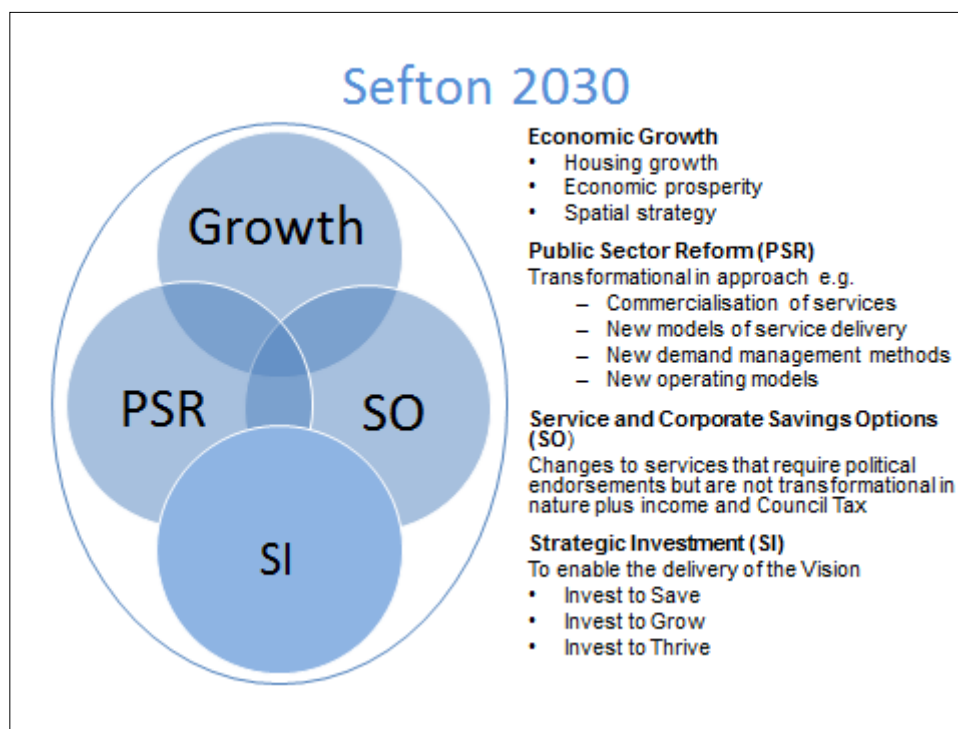 Sefton 2030
Growth
PSR
SO
SI
Economic Growth
• Housing growth
• Economic prosperity
• Spatial strategy
Public Sector Reform (PSR)
Transformational in approach e.g.
– Commercialisation of services
– New models of service delivery
– New demand management methods
– New operating models
Service and Corporate Savings Options
(SO)
Changes to services that require political
endorsements but are not transformational in
nature plus income and Council Tax
Strategic Investment (SI)
To enable the delivery of the Vision
• Invest to Save
• Invest to Grow
• Invest to Thrive